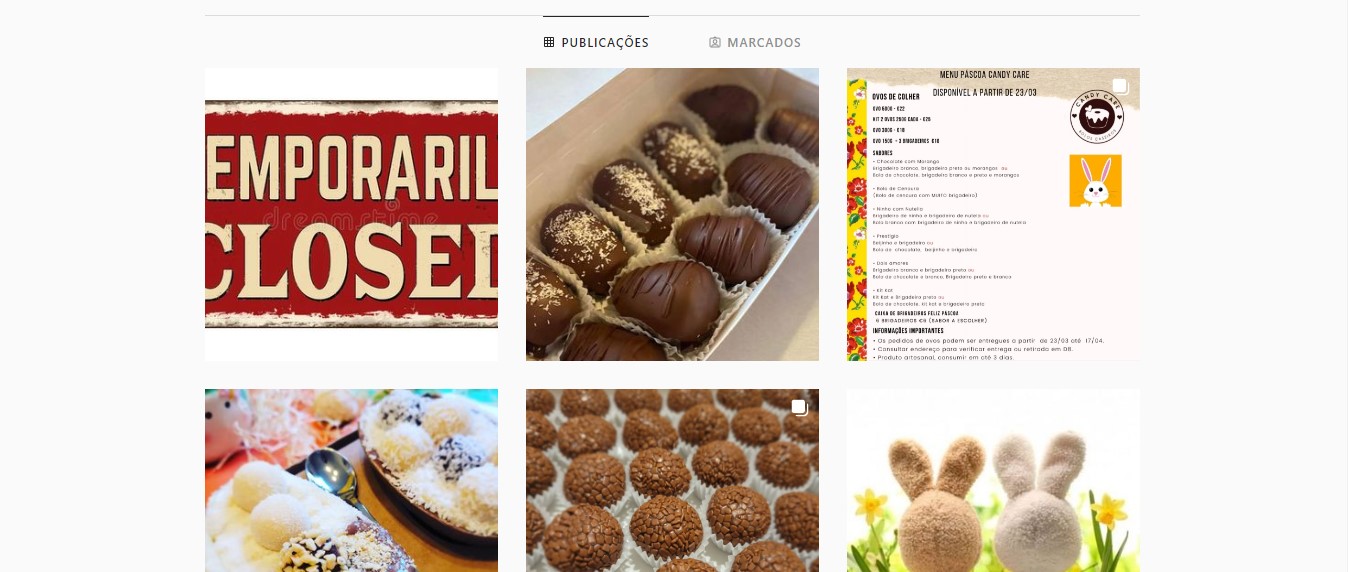 PUBLICAÇÕES
MARCADOS
EMPORARIL
CLOSED
dreamstime
MENU PÁSCOA CANDY CARE
DISPONÍVEL A PARTIR DE 23/03
OVOS DE COLHER
OVO 500G - €22
KIT 2 OVOS 250G CADA - €25
OVO 300G - €18
OVO 150G + 3 BRIGADEIROS €16
SABORES:
• Chocolate com Morango
Brigadeiro branco, brigadeiro preto ou morangos ou
Bolo de chocolate, brigadeiro branco e preto e morangos
• Bolo de Cenoura
(Bolo de cenoura com MUITO brigadeiro)
• Ninho com Nutella
Brigadeiro de ninho e brigadeiro de nutella ou
Bolo branco com brigadeiro de ninho e brigadeiro de nutella
• Prestígio
Beijinho e brigadeiro ou
Bolo de chocolate, beijinho e brigadeiro
• Dois amores
Brigadeiro branco e brigadeiro preto ou
Bolo de chocolate e branco, Brigadeiro preto e branco
• Kit Kat
Kit Kat e Brigadeiro preto ou
Bolo de chocolate, kit kat e brigadeiro preto
CAIXA DE BRIGADEIROS FELIZ PÁSCOA
6 BRIGADEIROS €8 (SABOR A ESCOLHER)
INFORMAÇÕES IMPORTANTES
• Os pedidos de ovos podem ser entregues a partir de 23/03 até 17/04.
• Consultar endereço para verificar entrega ou retirada em D8.
• Produto artesanal, consumir em até 3 dias.
CANDY CARE